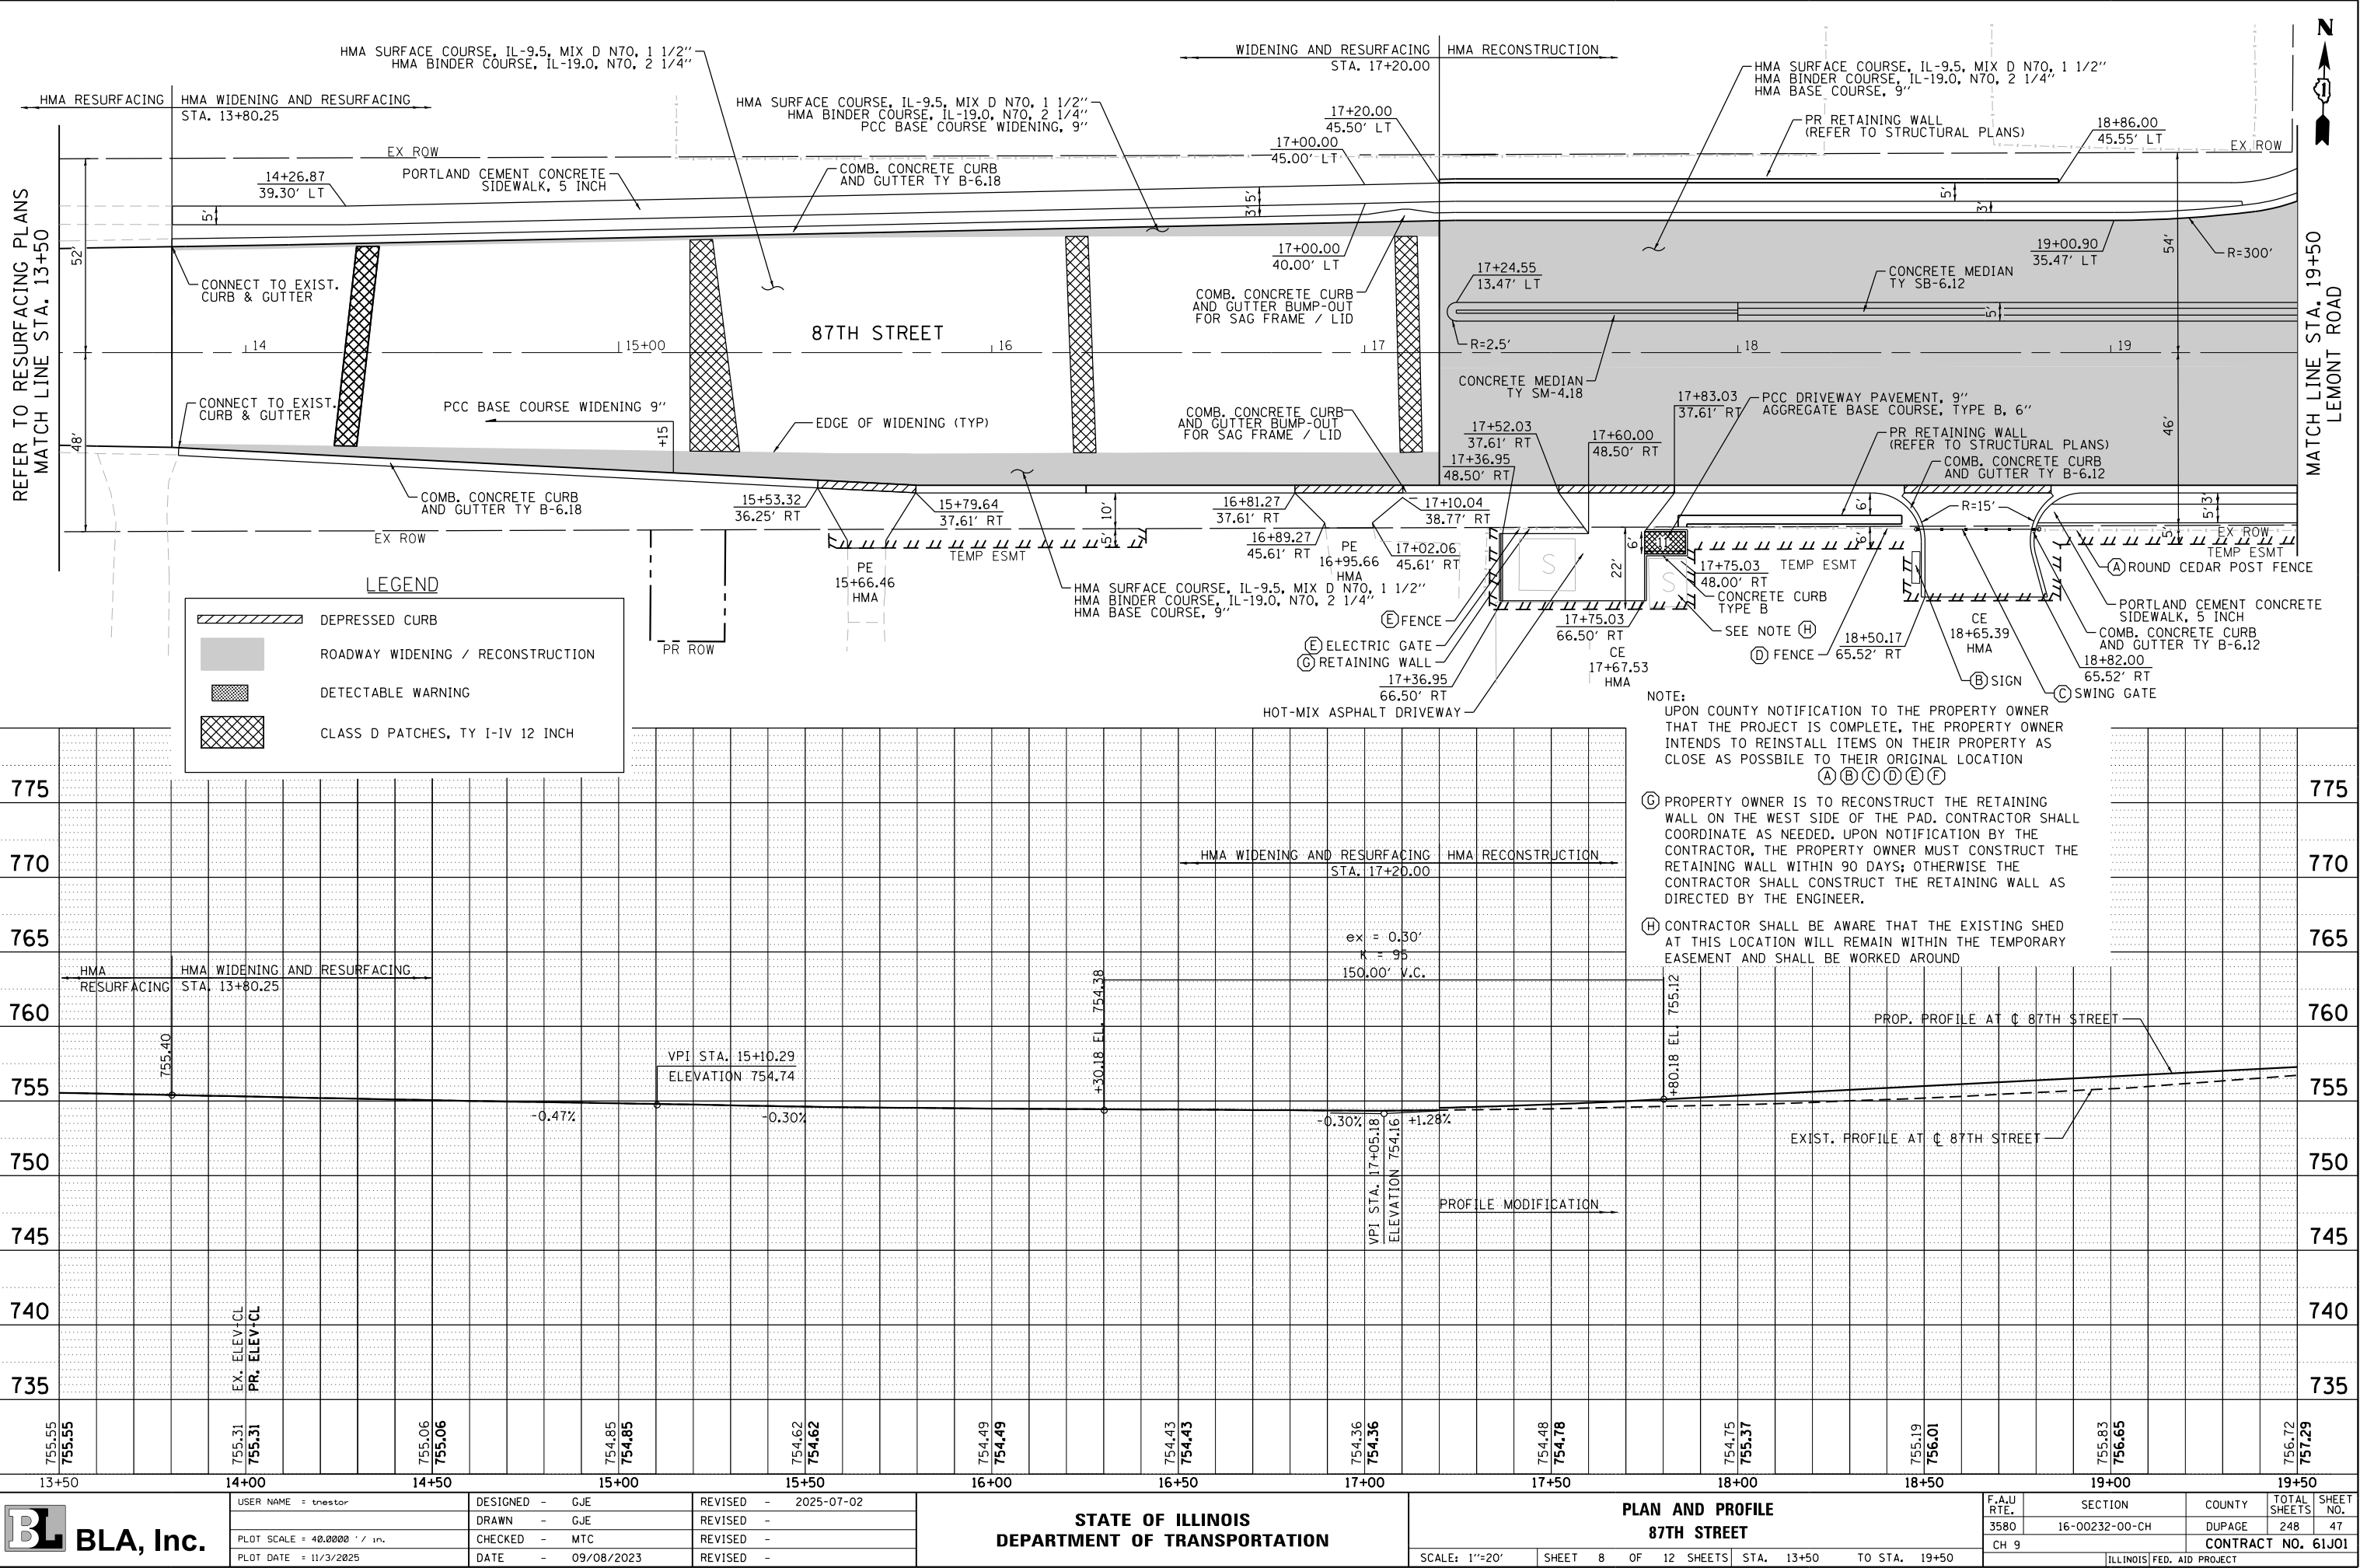 HMA SURFACE COURSE, IL-9.5, MIX D N70, 1 1/2"
HMA BINDER COURSE, IL-19.0, N70, 2 1/4"
WIDENING AND RESURFACING
HMA RECONSTRUCTION
STA. 17+20.00
N
HMA SURFACE COURSE, IL-9.5, MIX D N70, 1 1/2"
HMA BINDER COURSE, IL-19.0, N70, 2 1/4"
HMA BASE COURSE, 9"
HMA RESURFACING
HMA WIDENING AND RESURFACING
STA. 13+80.25
HMA SURFACE COURSE, IL-9.5, MIX D N70, 1 1/2"
HMA BINDER COURSE, IL-19.0, N70, 2 1/4"
PCC BASE COURSE WIDENING, 9"
17+20.00
45.50' LT
17+00.00
45.00' LT
PR RETAINING WALL
(REFER TO STRUCTURAL PLANS)
18+86.00
45.55' LT
EX ROW
EX ROW
14+26.87
39.30' LT
PORTLAND CEMENT CONCRETE
SIDEWALK, 5 INCH
COMB. CONCRETE CURB
AND GUTTER TY B-6.18
5'
3'
5'
5'
3'
REFER TO RESURFACING PLANS
MATCH LINE STA. 13+50
52'
48'
CONNECT TO EXIST.
CURB & GUTTER
17+00.00
40.00' LT
COMB. CONCRETE CURB
AND GUTTER BUMP-OUT
FOR SAG FRAME / LID
17+24.55
13.47' LT
CONCRETE MEDIAN
TY SB-6.12
19+00.90
35.47' LT
54'
R=300'
5'
87TH STREET
14
15+00
16
17
18
19
R=2.5'
CONCRETE MEDIAN
TY SM-4.18
MATCH LINE STA. 19+50
LEMONT ROAD
CONNECT TO EXIST.
CURB & GUTTER
PCC BASE COURSE WIDENING 9"
+15
EDGE OF WIDENING (TYP)
COMB. CONCRETE CURB
AND GUTTER BUMP-OUT
FOR SAG FRAME / LID
17+52.03
37.61' RT
17+36.95
48.50' RT
17+60.00
48.50' RT
17+83.03
37.61' RT
PCC DRIVEWAY PAVEMENT, 9"
AGGREGATE BASE COURSE, TYPE B, 6"
PR RETAINING WALL
(REFER TO STRUCTURAL PLANS)
COMB. CONCRETE CURB
AND GUTTER TY B-6.12
46'
COMB. CONCRETE CURB
AND GUTTER TY B-6.18
15+53.32
36.25' RT
15+79.64
37.61' RT
10'
5'
16+81.27
37.61' RT
17+10.04
38.77' RT
16+89.27
45.61' RT
17+02.06
45.61' RT
6'
R=15'
3'
5'
EX ROW
TEMP ESMT
PE
15+66.46
HMA
PE
16+95.66
HMA
S
22'
6'
S
17+75.03
48.00' RT
TEMP ESMT
6'
5'
EX ROW
TEMP ESMT
A ROUND CEDAR POST FENCE
HMA SURFACE COURSE, IL-9.5, MIX D N70, 1 1/2"
HMA BINDER COURSE, IL-19.0, N70, 2 1/4"
HMA BASE COURSE, 9"
CONCRETE CURB
TYPE B
SEE NOTE H
PORTLAND CEMENT CONCRETE
SIDEWALK, 5 INCH
COMB. CONCRETE CURB
AND GUTTER TY B-6.12
E FENCE
E ELECTRIC GATE
G RETAINING WALL
17+36.95
66.50' RT
HOT-MIX ASPHALT DRIVEWAY
17+75.03
66.50' RT
CE
17+67.53
HMA
D FENCE
18+50.17
65.52' RT
CE
18+65.39
HMA
18+82.00
65.52' RT
B SIGN
C SWING GATE
PR ROW
LEGEND
DEPRESSED CURB
ROADWAY WIDENING / RECONSTRUCTION
DETECTABLE WARNING
CLASS D PATCHES, TY I-IV 12 INCH
NOTE:
UPON COUNTY NOTIFICATION TO THE PROPERTY OWNER
THAT THE PROJECT IS COMPLETE, THE PROPERTY OWNER
INTENDS TO REINSTALL ITEMS ON THEIR PROPERTY AS
CLOSE AS POSSBILE TO THEIR ORIGINAL LOCATION
A B C D E F
G PROPERTY OWNER IS TO RECONSTRUCT THE RETAINING
WALL ON THE WEST SIDE OF THE PAD. CONTRACTOR SHALL
COORDINATE AS NEEDED. UPON NOTIFICATION BY THE
CONTRACTOR, THE PROPERTY OWNER MUST CONSTRUCT THE
RETAINING WALL WITHIN 90 DAYS; OTHERWISE THE
CONTRACTOR SHALL CONSTRUCT THE RETAINING WALL AS
DIRECTED BY THE ENGINEER.
H CONTRACTOR SHALL BE AWARE THAT THE EXISTING SHED
AT THIS LOCATION WILL REMAIN WITHIN THE TEMPORARY
EASEMENT AND SHALL BE WORKED AROUND
775 775
770 770
765 765
760 760
755 755
750 750
745 745
740 740
735 735
HMA WIDENING AND RESURFACING
HMA RECONSTRUCTION
STA. 17+20.00
ex = 0.30'
K = 95
150.00' V.C.
HMA
RESURFACING
HMA WIDENING AND RESURFACING
STA. 13+80.25
755.40
VPI STA. 15+10.29
ELEVATION 754.74
-0.47%
-0.30%
+30.18 EL. 754.38
-0.30%
+1.28%
VPI STA. 17+05.18
ELEVATION 754.16
+80.18 EL. 755.12
PROP. PROFILE AT ℄ 87TH STREET
EXIST. PROFILE AT ℄ 87TH STREET
PROFILE MODIFICATION
EX. ELEV-CL
PR. ELEV-CL
755.55
755.55
755.31
755.31
755.06
755.06
754.85
754.85
754.62
754.62
754.49
754.49
754.43
754.43
754.36
754.36
754.48
754.78
754.75
755.37
755.19
756.01
755.83
756.65
756.72
757.29
13+50 14+00 14+50 15+00 15+50 16+00 16+50 17+00 17+50 18+00 18+50 19+00 19+50
BL BLA, Inc.
USER NAME = tnestor
PLOT SCALE = 40.0000 ' / in.
PLOT DATE = 11/3/2025
DESIGNED - GJE
DRAWN - GJE
CHECKED - MTC
DATE - 09/08/2023
REVISED - 2025-07-02
REVISED -
REVISED -
REVISED -
STATE OF ILLINOIS
DEPARTMENT OF TRANSPORTATION
PLAN AND PROFILE
87TH STREET
SCALE: 1"=20' SHEET 8 OF 12 SHEETS STA. 13+50 TO STA. 19+50
F.A.U RTE.
SECTION
COUNTY
TOTAL SHEETS
SHEET NO.
3580 16-00232-00-CH DUPAGE 248 47
CH 9
CONTRACT NO. 61J01
ILLINOIS FED. AID PROJECT